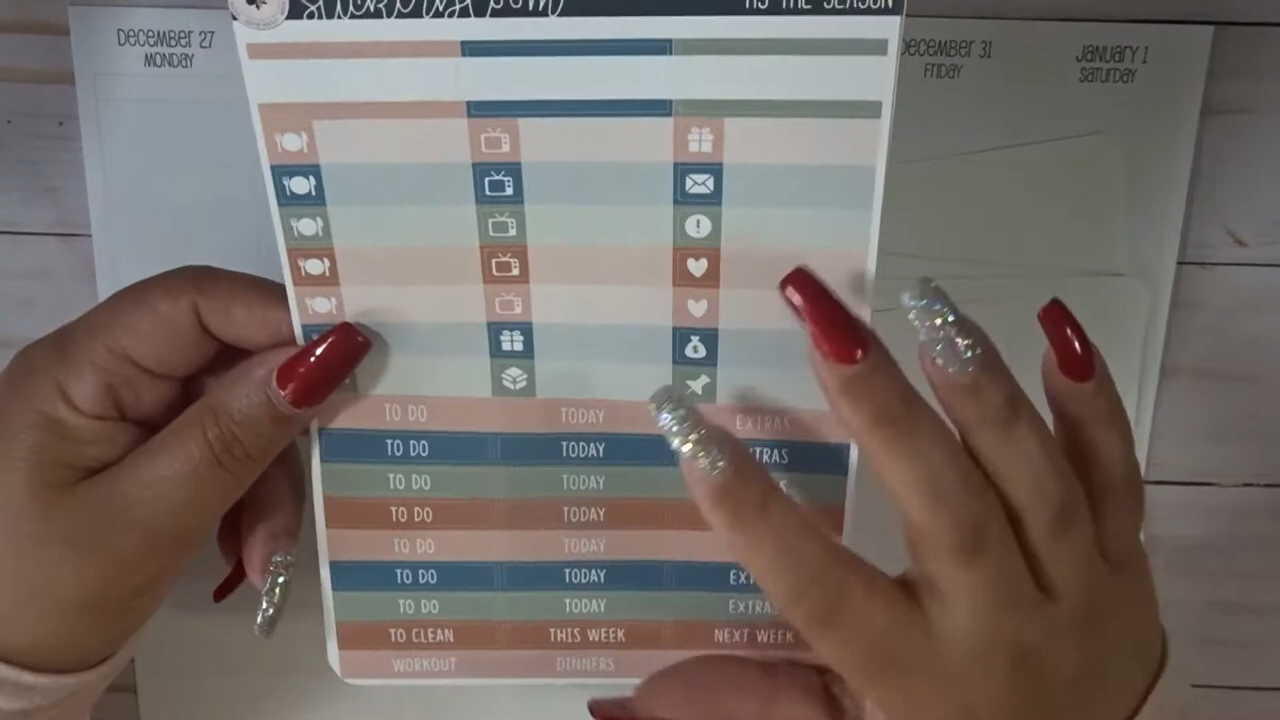 'TIS THE SEASON
DECEMBER 27
MONDAY
DECEMBER 31
FRIDAY
JANUARY 1
SATURDAY
TO DO TODAY EXTRAS
TO DO TODAY
TO DO TODAY
TO DO TODAY
TO DO TODAY
TO DO TODAY
TO DO TODAY EXTRAS
TO CLEAN THIS WEEK NEXT WEEK
WORKOUT DINNERS